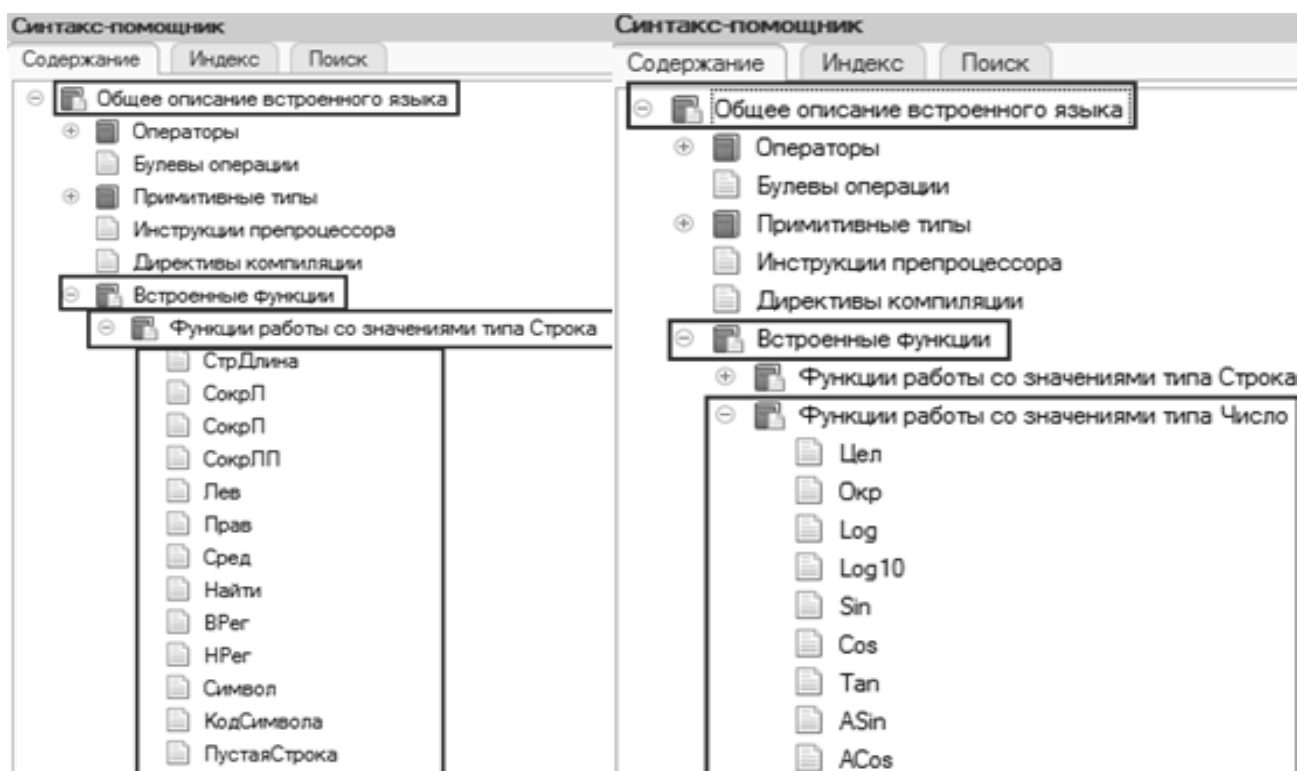 Синтакс-помощник
Содержание Индекс Поиск
Общее описание встроенного языка
Операторы
Булевы операции
Примитивные типы
Инструкции препроцессора
Директивы компиляции
Встроенные функции
Функции работы со значениями типа Строка
СтрДлина
СокрЛ
СокрП
СокрЛП
Лев
Прав
Сред
Найти
ВРег
НРег
Символ
КодСимвола
ПустаяСтрока
Синтакс-помощник
Содержание Индекс Поиск
Общее описание встроенного языка
Операторы
Булевы операции
Примитивные типы
Инструкции препроцессора
Директивы компиляции
Встроенные функции
Функции работы со значениями типа Строка
Функции работы со значениями типа Число
Цел
Окр
Log
Log10
Sin
Cos
Tan
ASin
ACos